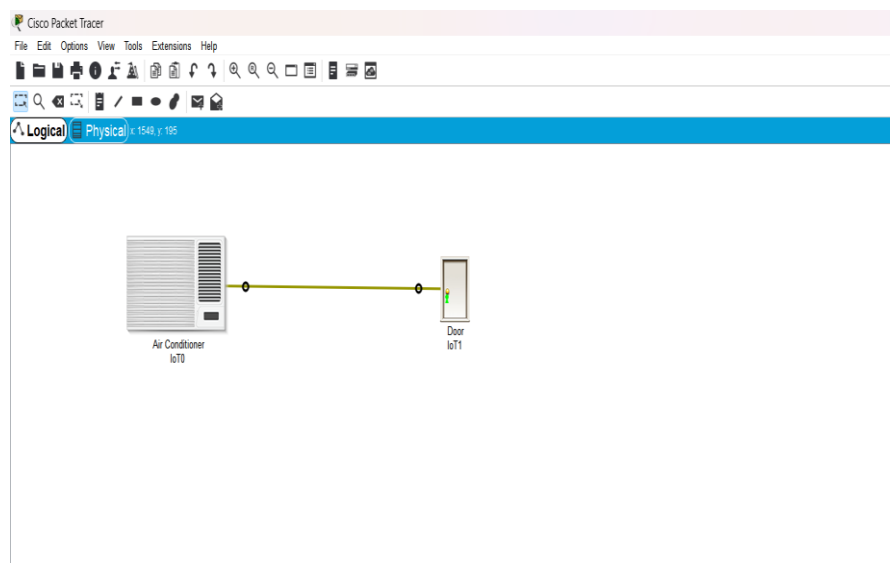 Cisco Packet Tracer
File Edit Options View Tools Extensions Help
Logical Physical x: 1549, y: 195
Air Conditioner
IoT0
Door
IoT1